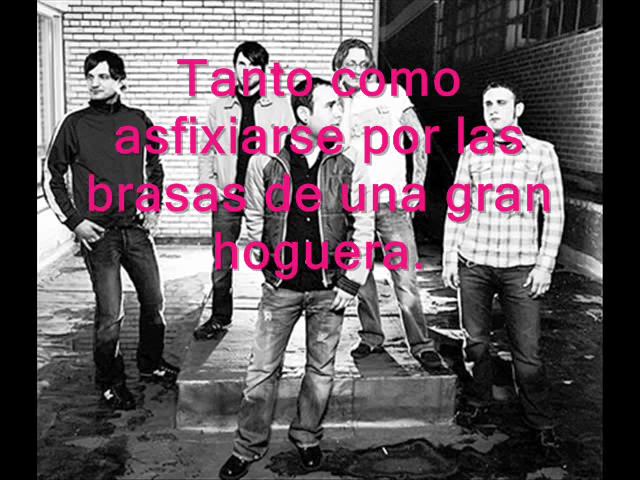 Tanto como
asfixiarse por las
brasas de una gran
hoguera.